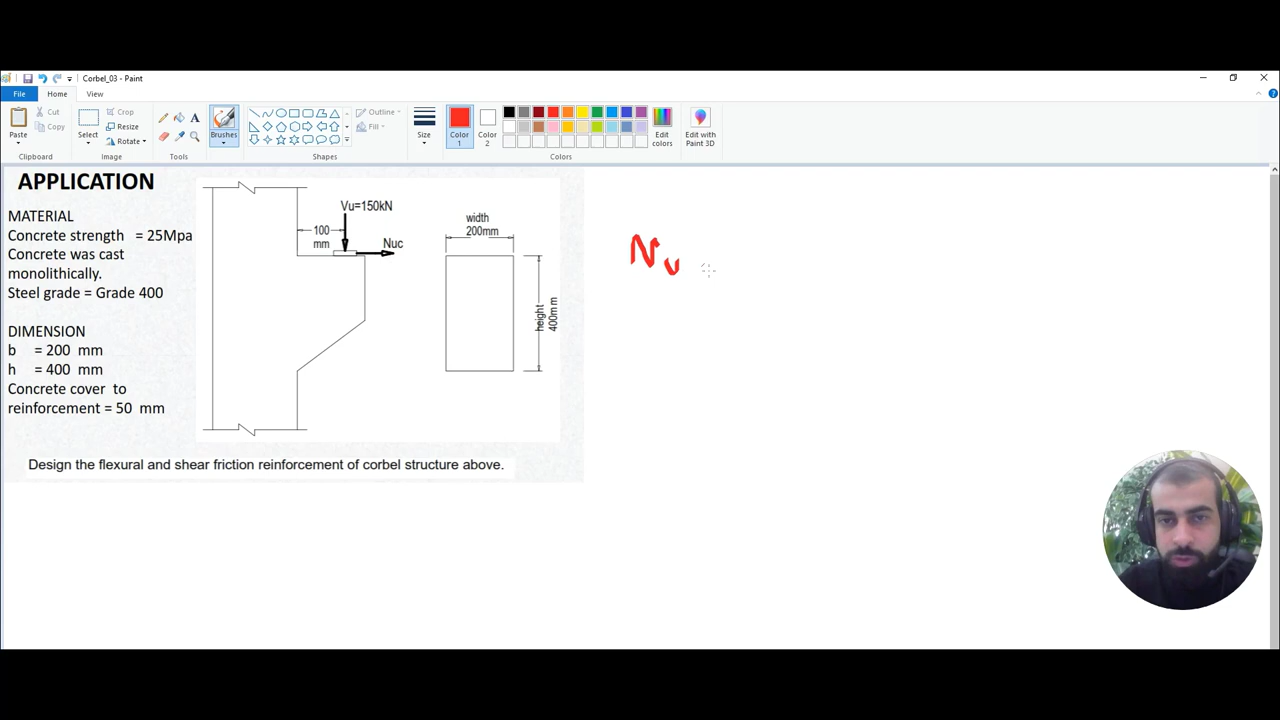 Corbel_03 - Paint
File Home View
Paste
Cut
Copy
Clipboard
Select
Crop
Resize
Rotate
Image
A
Tools
Brushes
Outline
Fill
Shapes
Size
Color
1
Color
2
Edit
colors
Edit with
Paint 3D
Colors
APPLICATION
MATERIAL
Concrete strength = 25Mpa
Concrete was cast
monolithically.
Steel grade = Grade 400
DIMENSION
b = 200 mm
h = 400 mm
Concrete cover to
reinforcement = 50 mm
Vu=150kN
100
mm
Nuc
width
200mm
height
400mm
Design the flexural and shear friction reinforcement of corbel structure above.
Nu